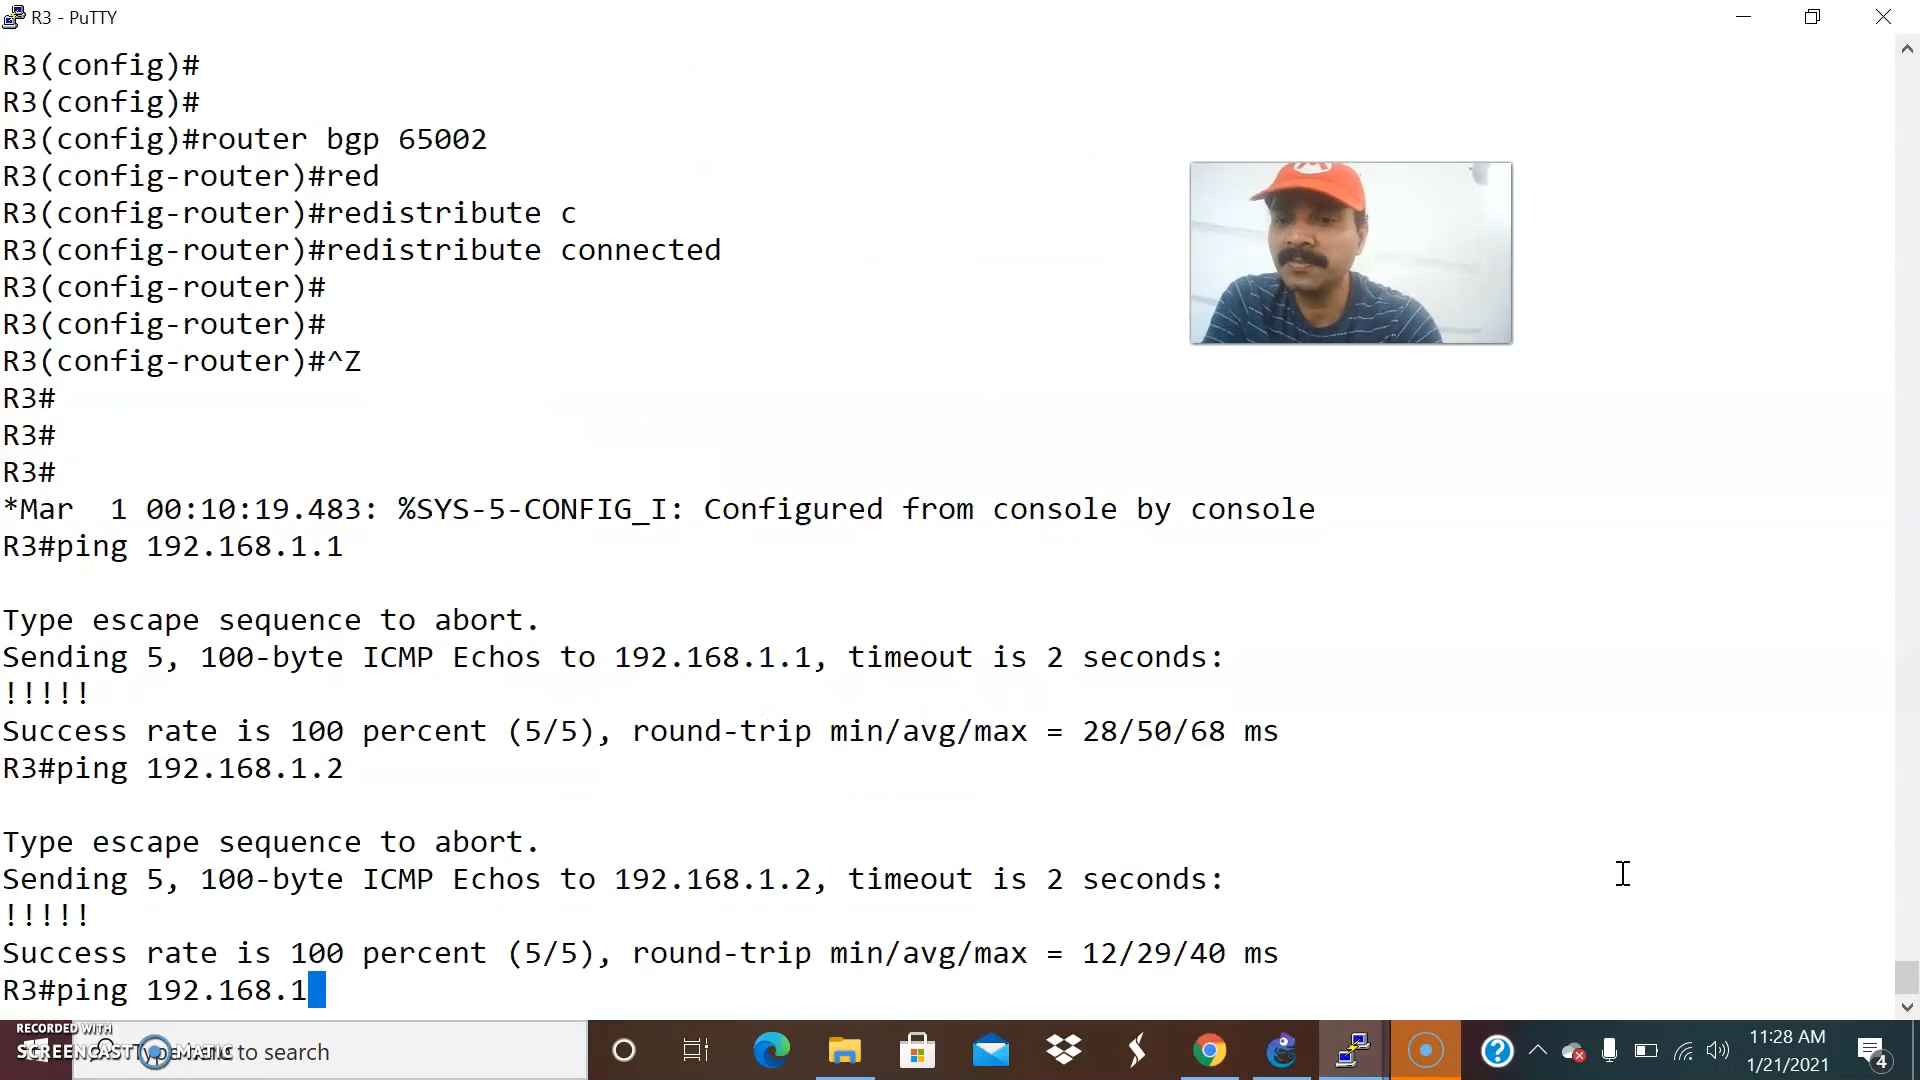 R3 - PuTTY
R3(config)#
R3(config)#
R3(config)#router bgp 65002
R3(config-router)#red
R3(config-router)#redistribute c
R3(config-router)#redistribute connected
R3(config-router)#
R3(config-router)#
R3(config-router)#^Z
R3#
R3#
R3#
*Mar  1 00:10:19.483: %SYS-5-CONFIG_I: Configured from console by console
R3#ping 192.168.1.1
Type escape sequence to abort.
Sending 5, 100-byte ICMP Echos to 192.168.1.1, timeout is 2 seconds:
!!!!!
Success rate is 100 percent (5/5), round-trip min/avg/max = 28/50/68 ms
R3#ping 192.168.1.2
Type escape sequence to abort.
Sending 5, 100-byte ICMP Echos to 192.168.1.2, timeout is 2 seconds:
!!!!!
Success rate is 100 percent (5/5), round-trip min/avg/max = 12/29/40 ms
R3#ping 192.168.1
RECORDED WITH
SCREENCAST MATIC
to search
11:28 AM
1/21/2021
4